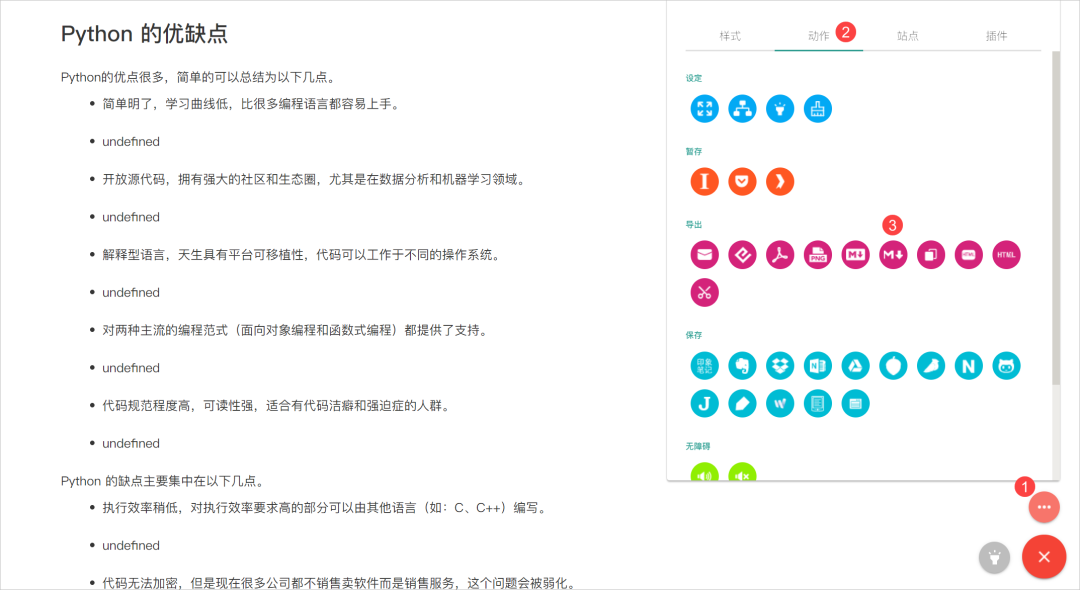 Python 的优缺点
Python的优点很多，简单的可以总结为以下几点。
简单明了，学习曲线低，比很多编程语言都容易上手。
undefined
开放源代码，拥有强大的社区和生态圈，尤其是在数据分析和机器学习领域。
undefined
解释型语言，天生具有平台可移植性，代码可以工作于不同的操作系统。
undefined
对两种主流的编程范式（面向对象编程和函数式编程）都提供了支持。
undefined
代码规范程度高，可读性强，适合有代码洁癖和强迫症的人群。
undefined
Python 的缺点主要集中在以下几点。
执行效率稍低，对执行效率要求高的部分可以由其他语言（如：C、C++）编写。
undefined
代码无法加密，但是现在很多公司都不销售卖软件而是销售服务，这个问题会被弱化。
样式
动作
2
站点
插件
设定
暂存
导出
3
PNG
M
M
HTML
HTML
保存
印象
笔记
N
N
J
W
无障碍
1